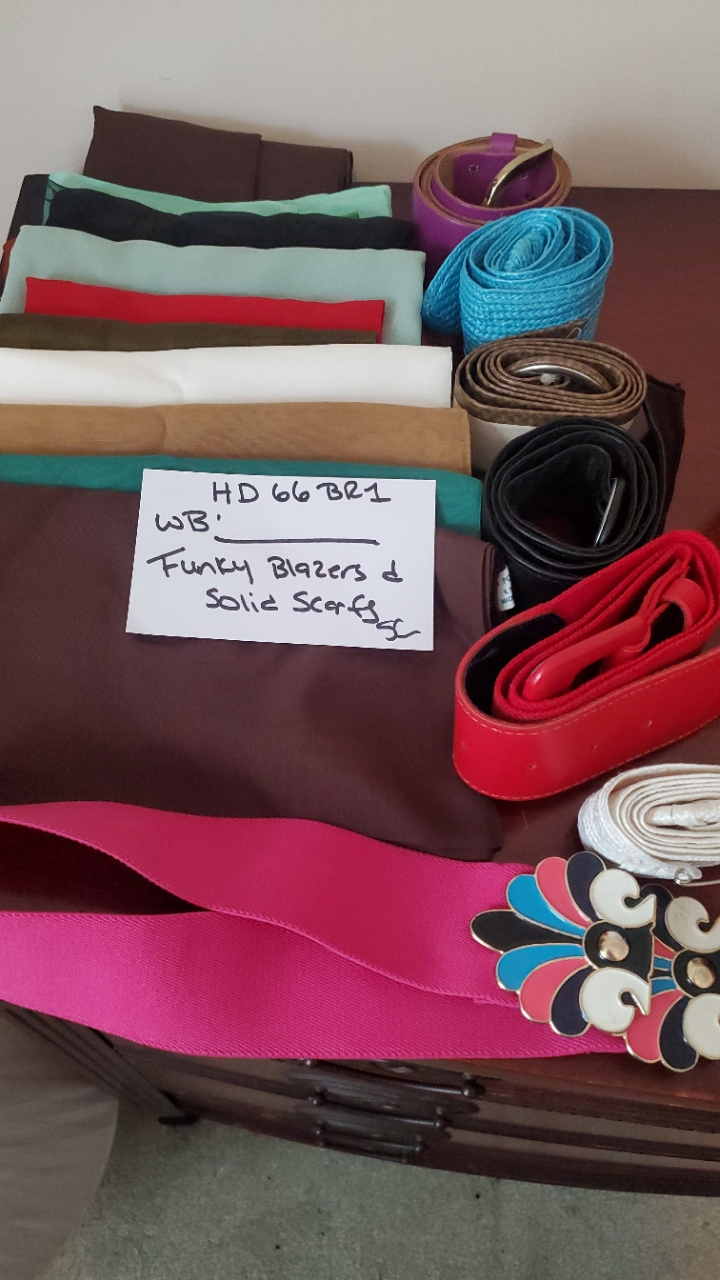 HD 66 BR1
WB:
Funky Blazers &
Solid Scarfs